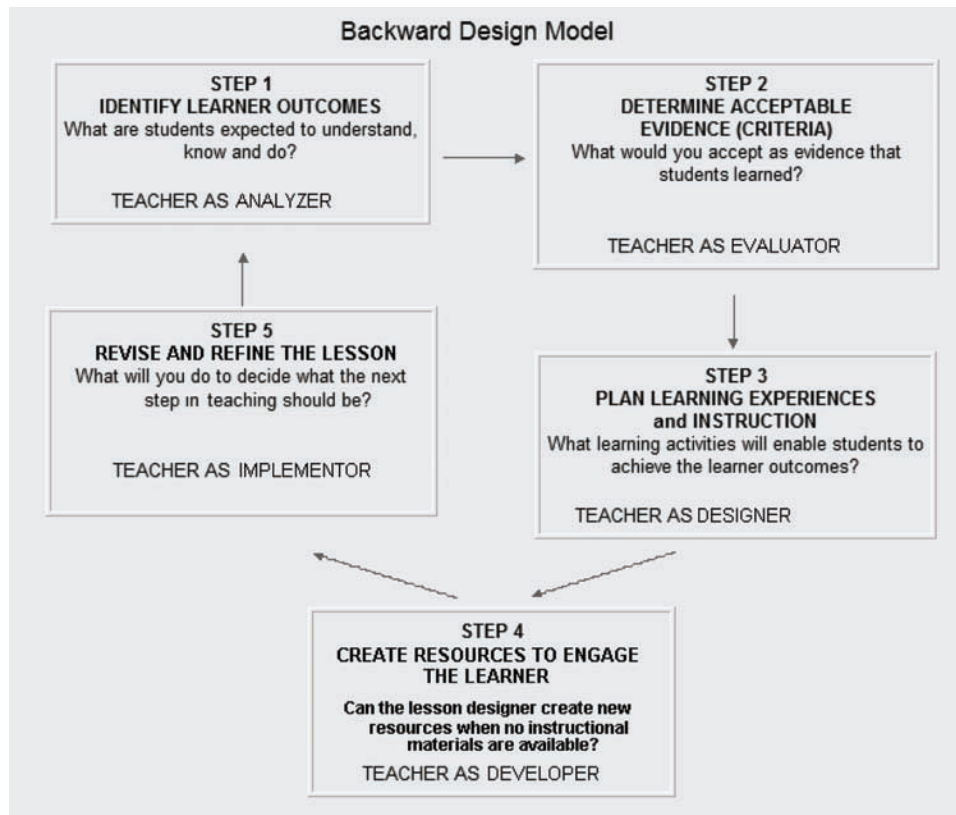 Backward Design Model
STEP 1
IDENTIFY LEARNER OUTCOMES
What are students expected to understand,
know and do?
TEACHER AS ANALYZER
STEP 2
DETERMINE ACCEPTABLE
EVIDENCE (CRITERIA)
What would you accept as evidence that
students learned?
TEACHER AS EVALUATOR
STEP 3
PLAN LEARNING EXPERIENCES
and INSTRUCTION
What learning activities will enable students to
achieve the learner outcomes?
TEACHER AS DESIGNER
STEP 4
CREATE RESOURCES TO ENGAGE
THE LEARNER
Can the lesson designer create new
resources when no instructional
materials are available?
TEACHER AS DEVELOPER
STEP 5
REVISE AND REFINE THE LESSON
What will you do to decide what the next
step in teaching should be?
TEACHER AS IMPLEMENTOR